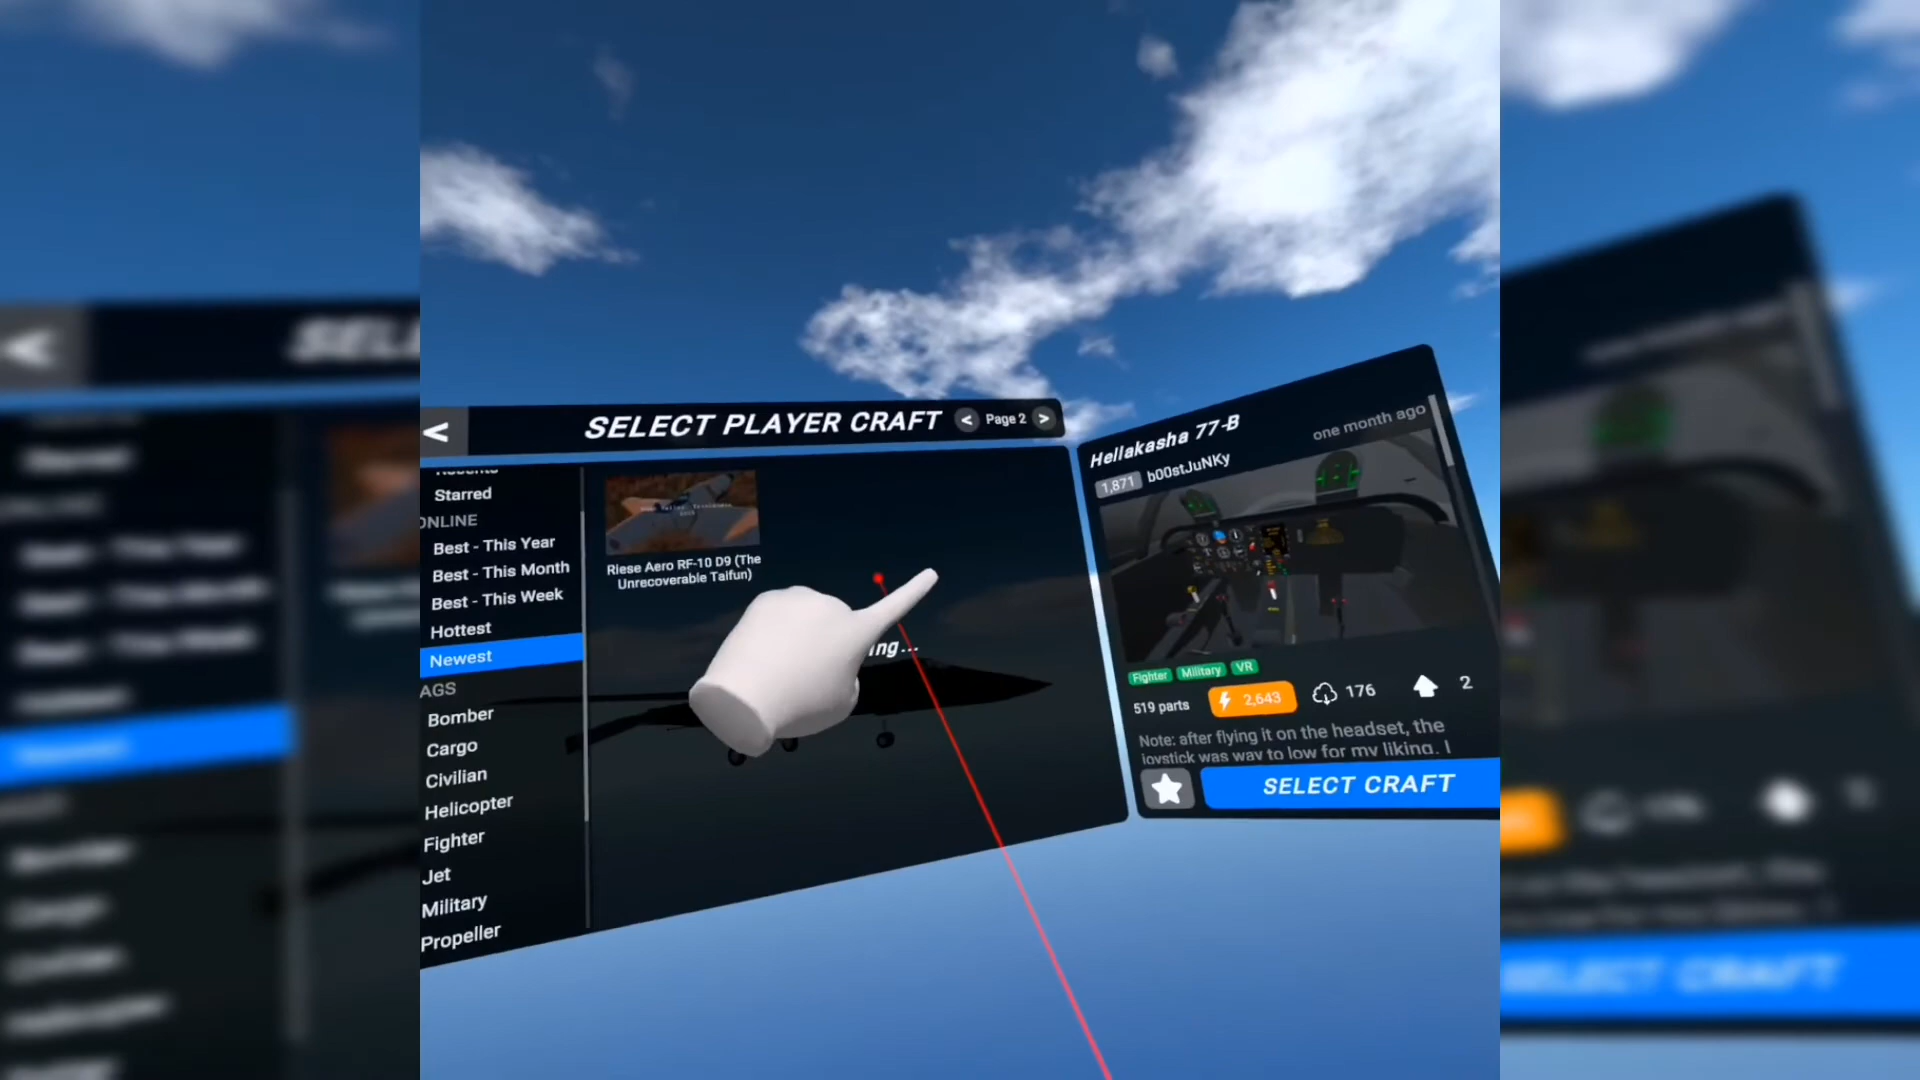 SELECT PLAYER CRAFT
< Page 2 >
Starred
ONLINE
Best - This Year
Best - This Month
Best - This Week
Hottest
Newest
AGS
Bomber
Cargo
Civilian
Helicopter
Fighter
Jet
Military
Propeller
Riese Aero RF-10 D9 (The
Unrecoverable Taifun)
ing...
Hellakasha 77-B
one month ago
1,871 b00stJuNKy
Fighter Military VR
519 parts 2,643 176 2
Note: after flying it on the headset, the
joystick was way to low for my liking. I
SELECT CRAFT